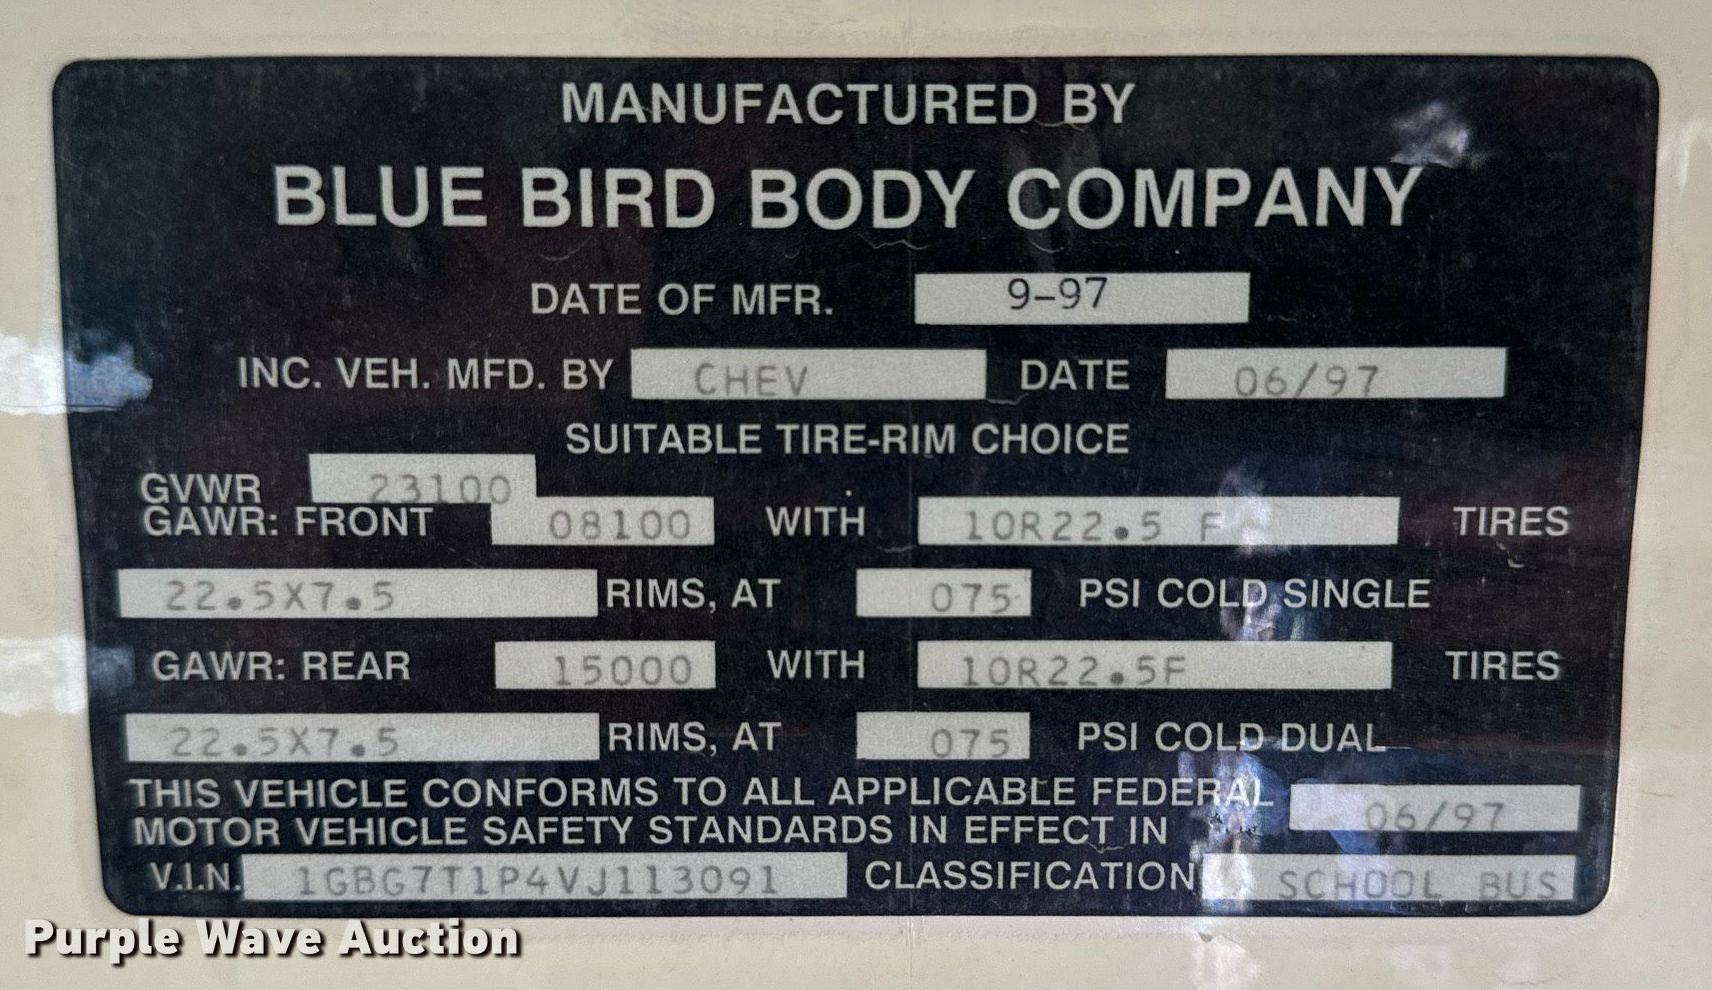 MANUFACTURED BY
BLUE BIRD BODY COMPANY
DATE OF MFR. 9-97
INC. VEH. MFD. BY CHEV DATE 06/97
SUITABLE TIRE-RIM CHOICE
GVWR 23100
GAWR: FRONT 08100 WITH 10R22.5 F TIRES
22.5X7.5 RIMS, AT 075 PSI COLD SINGLE
GAWR: REAR 15000 WITH 10R22.5F TIRES
22.5X7.5 RIMS, AT 075 PSI COLD DUAL
THIS VEHICLE CONFORMS TO ALL APPLICABLE FEDERAL
MOTOR VEHICLE SAFETY STANDARDS IN EFFECT IN 06/97
V.I.N. 1GBG7T1P4VJ113091 CLASSIFICATION SCHOOL BUS
Purple Wave Auction